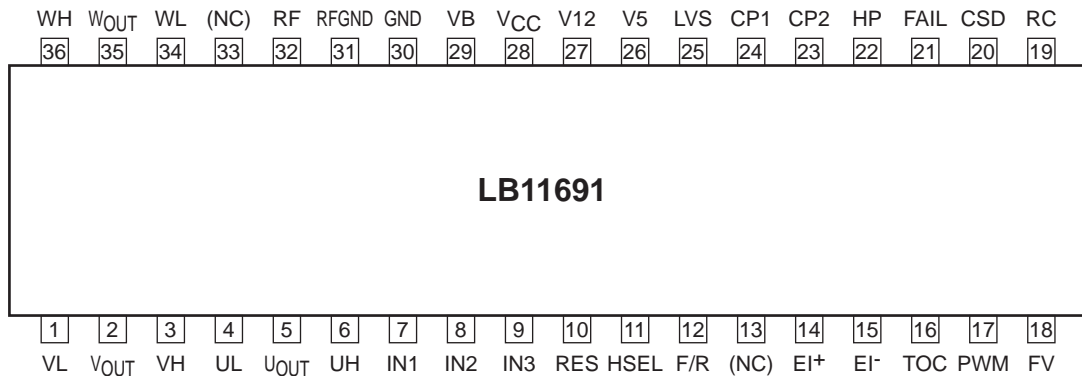 WH WOUT WL (NC) RF RFGND GND VB VCC V12 V5 LVS CP1 CP2 HP FAIL CSD RC
36 35 34 33 32 31 30 29 28 27 26 25 24 23 22 21 20 19
LB11691
1 2 3 4 5 6 7 8 9 10 11 12 13 14 15 16 17 18
VL VOUT VH UL UOUT UH IN1 IN2 IN3 RES HSEL F/R (NC) EI+ EI- TOC PWM FV